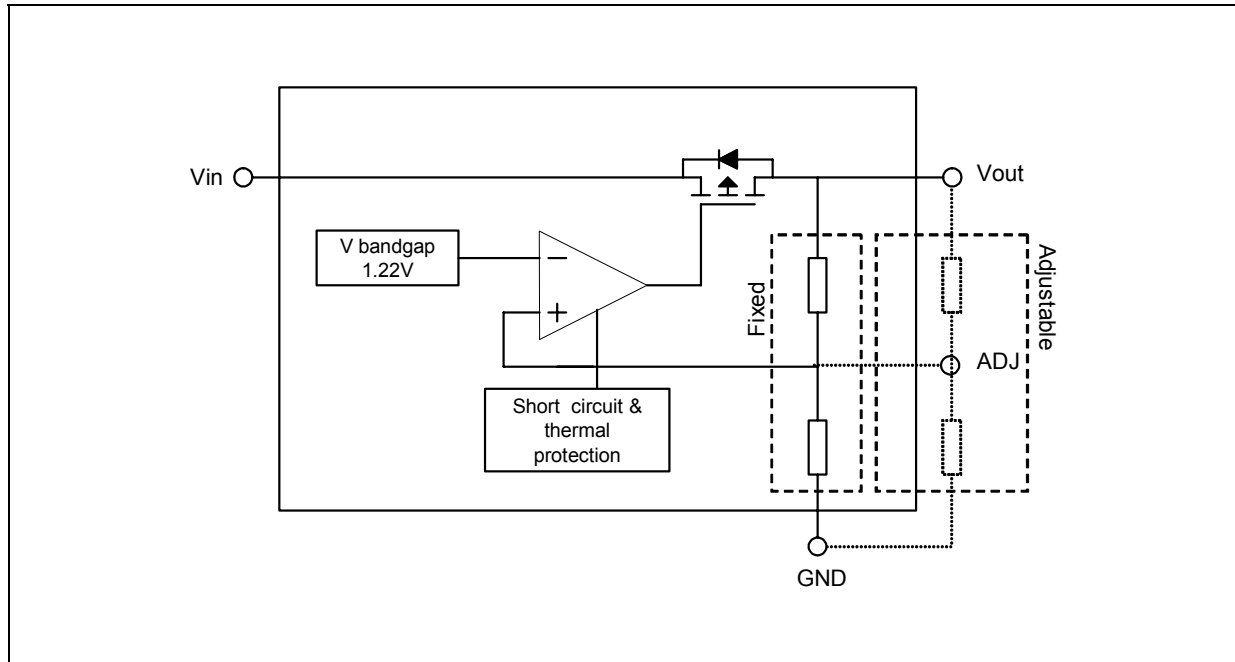 Vin
Vout
V bandgap
1.22V
−
+
Fixed
Adjustable
ADJ
Short circuit &
thermal
protection
GND